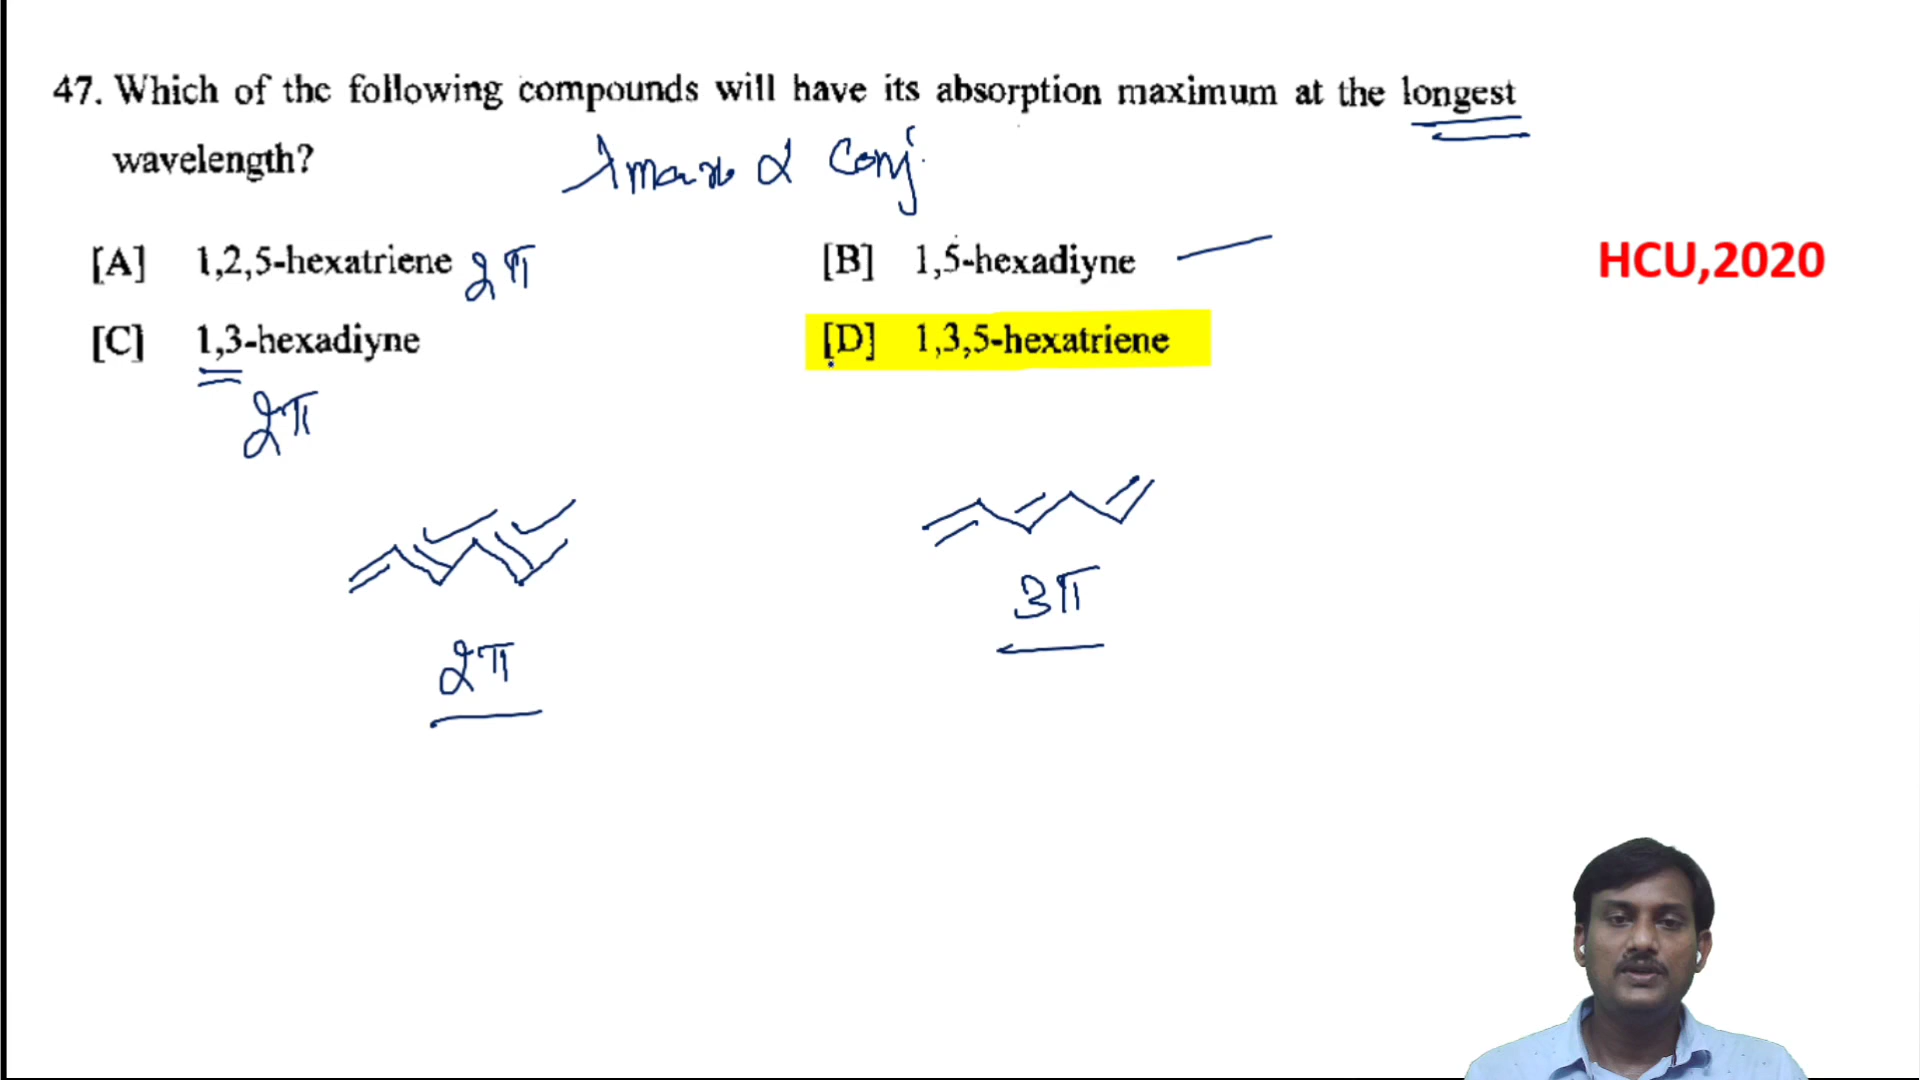 47. Which of the following compounds will have its absorption maximum at the longest
wavelength?
λmax α Conj.
[A] 1,2,5-hexatriene 2π
[B] 1,5-hexadiyne
HCU,2020
[C] 1,3-hexadiyne
[D] 1,3,5-hexatriene
2π
3π
2π